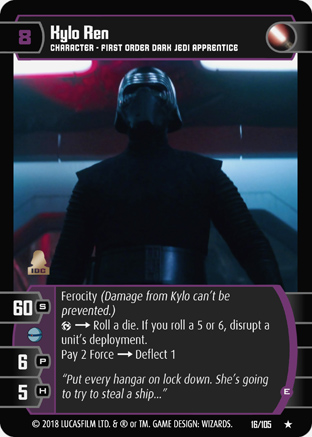 8
Kylo Ren
CHARACTER - FIRST ORDER DARK JEDI APPRENTICE
IDC
60 S
6 P
5 H
Ferocity (Damage from Kylo can't be
prevented.)
→ Roll a die. If you roll a 5 or 6, disrupt a
unit's deployment.
Pay 2 Force → Deflect 1
"Put every hangar on lock down. She's going
to try to steal a ship..."
E
© 2018 LUCASFILM LTD. & ® or TM. GAME DESIGN: WIZARDS.
16/105